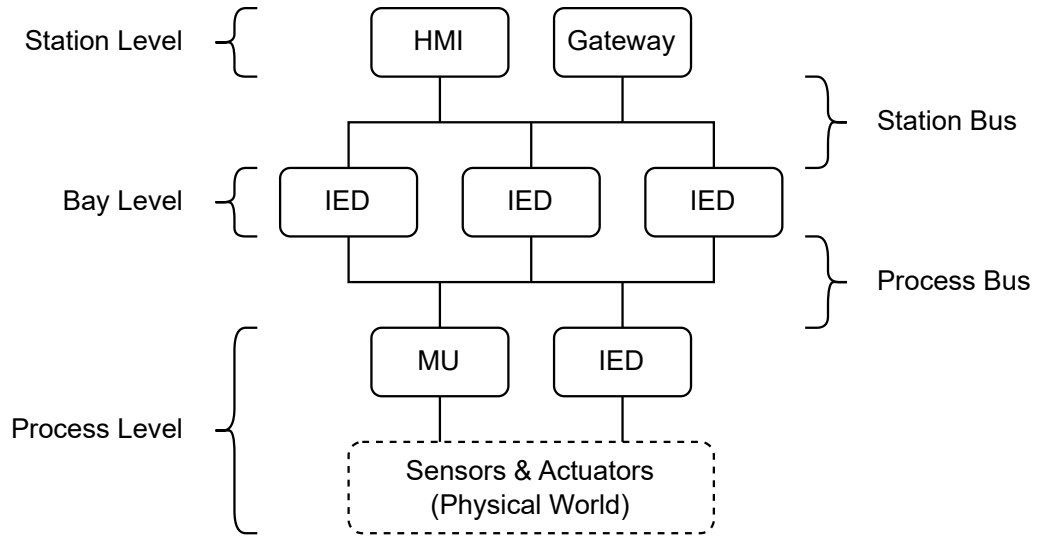 Station Level
HMI
Gateway
Station Bus
Bay Level
IED
IED
IED
Process Bus
MU
IED
Process Level
Sensors & Actuators
(Physical World)